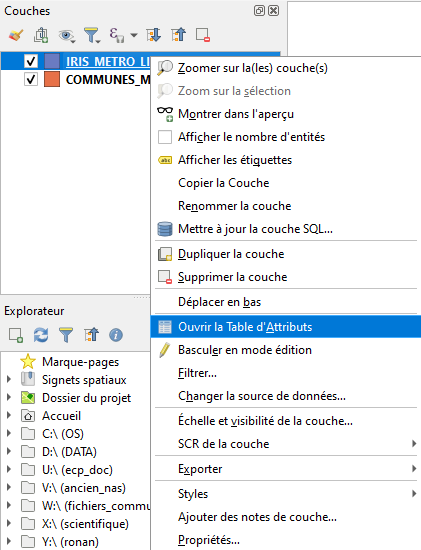 Couches
IRIS_METRO_LI
COMMUNES_M
Zoomer sur la(les) couche(s)
Zoom sur la sélection
Montrer dans l'aperçu
Afficher le nombre d'entités
Afficher les étiquettes
abc
Copier la Couche
Renommer la couche
Mettre à jour la couche SQL...
Dupliquer la couche
Supprimer la couche
Déplacer en bas
Ouvrir la Table d'Attributs
Basculer en mode édition
Filtrer...
Changer la source de données...
Échelle et visibilité de la couche...
SCR de la couche
Exporter
Styles
Ajouter des notes de couche...
Propriétés...
Explorateur
Marque-pages
Signets spatiaux
Dossier du projet
Accueil
C:\ (OS)
D:\ (DATA)
U:\ (ecp_doc)
V:\ (ancien_nas)
W:\ (fichiers_commu
X:\ (scientifique)
Y:\ (ronan)